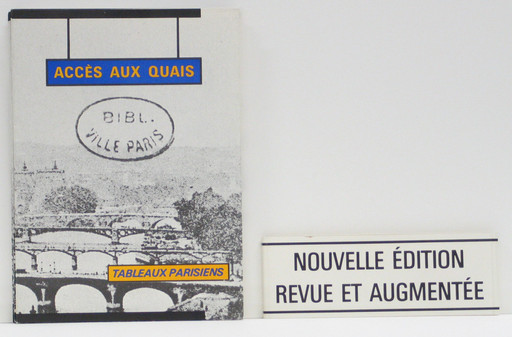 ACCÈS AUX QUAIS
BIBL.
VILLE PARIS
TABLEAUX PARISIENS
NOUVELLE ÉDITION
REVUE ET AUGMENTÉE